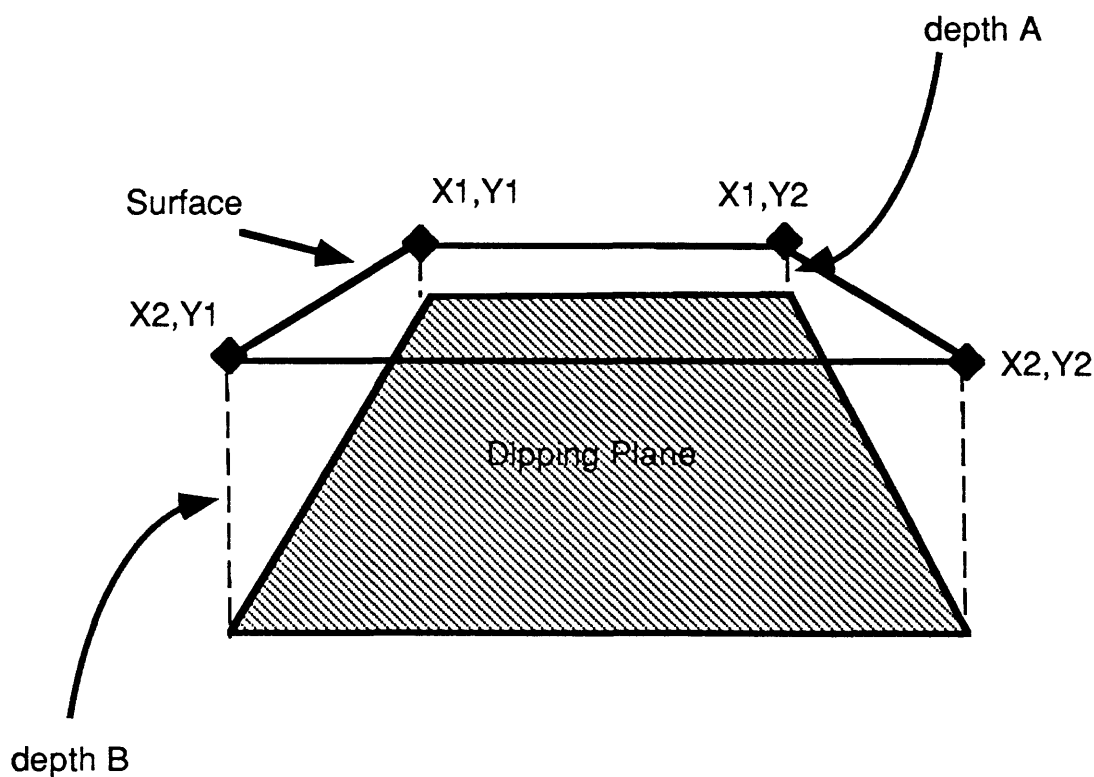 depth A
X1,Y1
X1,Y2
Surface
X2,Y1
X2,Y2
Dipping Plane
depth B